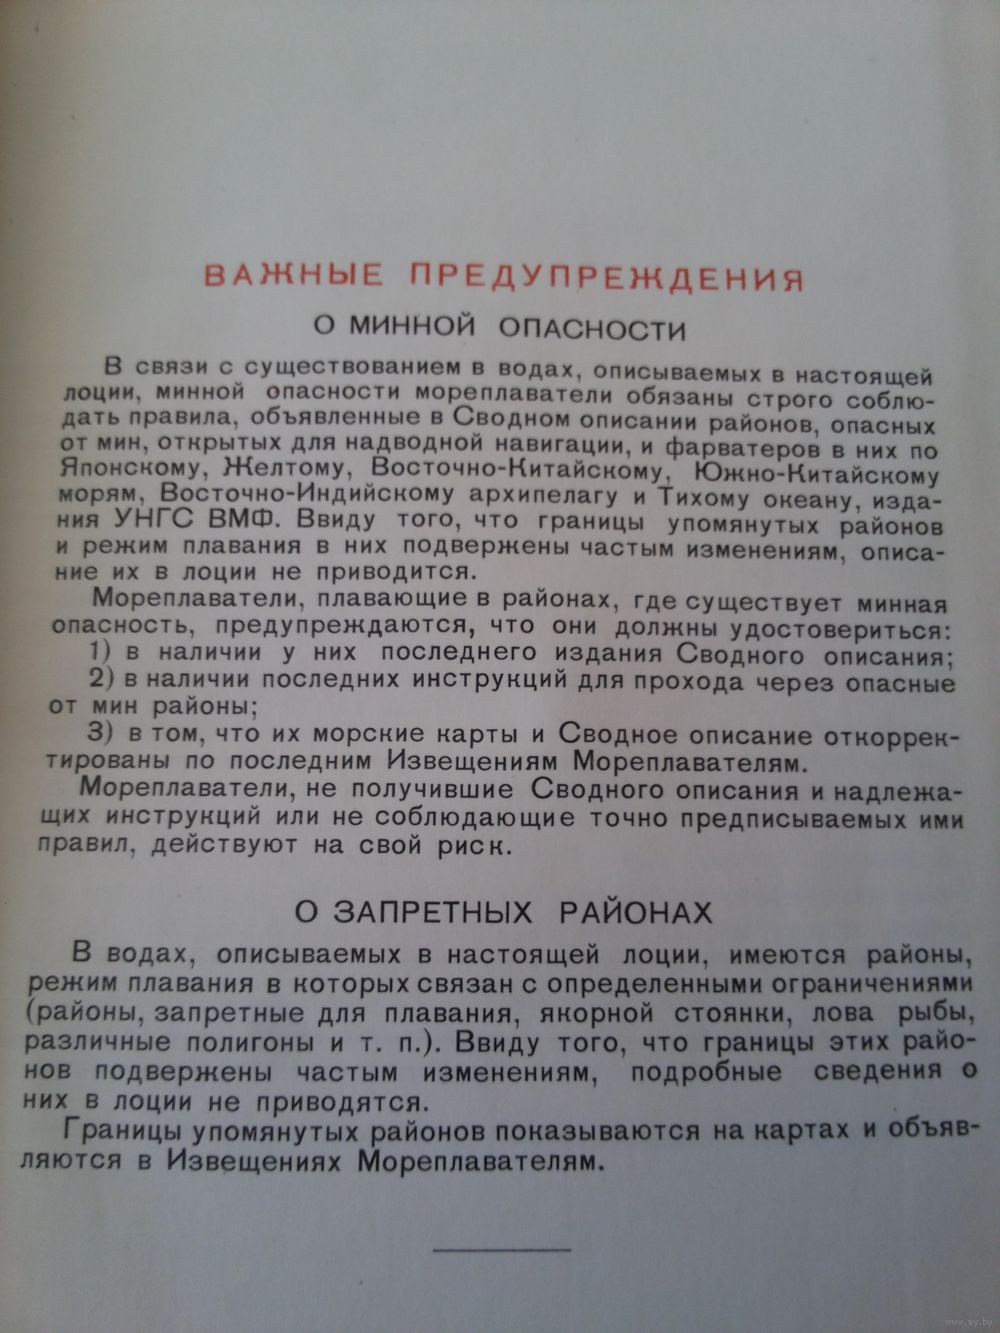 ВАЖНЫЕ ПРЕДУПРЕЖДЕНИЯ
О МИННОЙ ОПАСНОСТИ
В связи с существованием в водах, описываемых в настоящей
лоции, минной опасности мореплаватели обязаны строго соблю-
дать правила, объявленные в Сводном описании районов, опасных
от мин, открытых для надводной навигации, и фарватеров в них по
Японскому, Желтому, Восточно-Китайскому, Южно-Китайскому
морям, Восточно-Индийскому архипелагу и Тихому океану, изда-
ния УНГС ВМФ. Ввиду того, что границы упомянутых районов
и режим плавания в них подвержены частым изменениям, описа-
ние их в лоции не приводится.
Мореплаватели, плавающие в районах, где существует минная
опасность, предупреждаются, что они должны удостовериться:
1) в наличии у них последнего издания Сводного описания;
2) в наличии последних инструкций для прохода через опасные
от мин районы;
3) в том, что их морские карты и Сводное описание откоррек-
тированы по последним Извещениям Мореплавателям.
Мореплаватели, не получившие Сводного описания и надлежа-
щих инструкций или не соблюдающие точно предписываемых ими
правил, действуют на свой риск.
О ЗАПРЕТНЫХ РАЙОНАХ
В водах, описываемых в настоящей лоции, имеются районы,
режим плавания в которых связан с определенными ограничениями
(районы, запретные для плавания, якорной стоянки, лова рыбы,
различные полигоны и т. п.). Ввиду того, что границы этих райо-
нов подвержены частым изменениям, подробные сведения о
них в лоции не приводятся.
Границы упомянутых районов показываются на картах и объяв-
ляются в Извещениях Мореплавателям.
www.ay.by